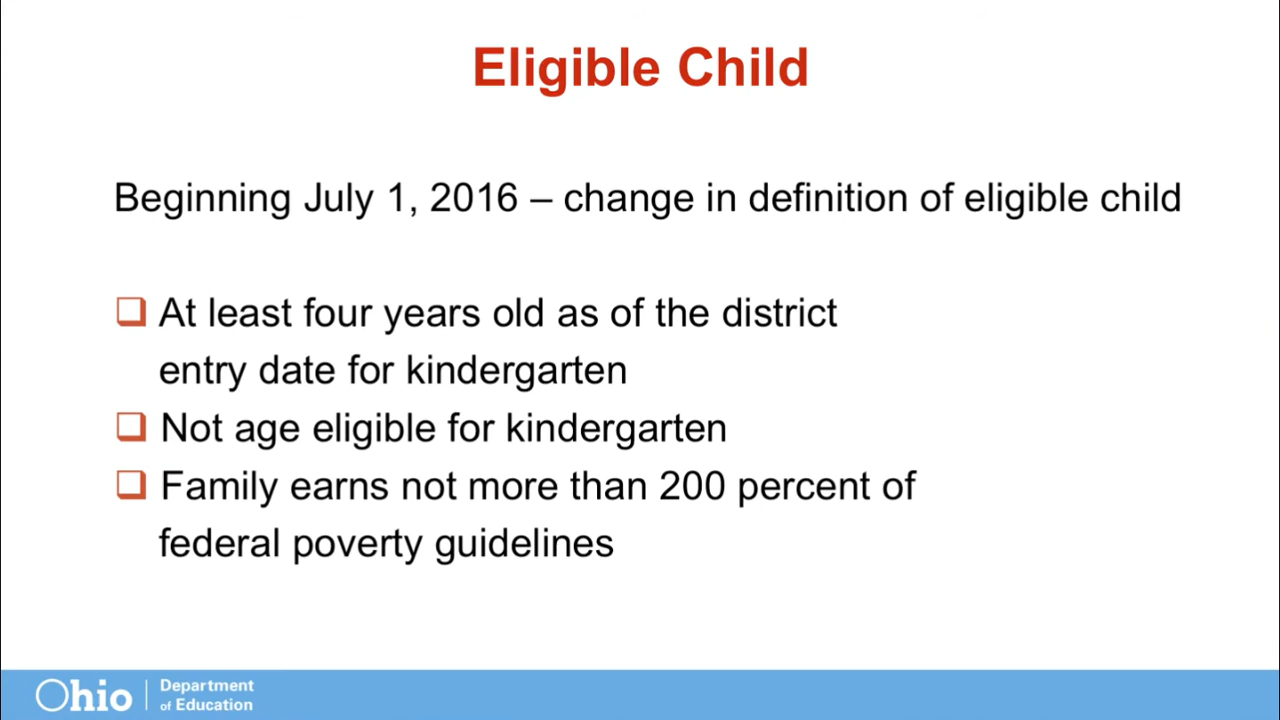 Eligible Child
Beginning July 1, 2016 – change in definition of eligible child
❑ At least four years old as of the district
entry date for kindergarten
❑ Not age eligible for kindergarten
❑ Family earns not more than 200 percent of
federal poverty guidelines
Ohio
Department
of Education